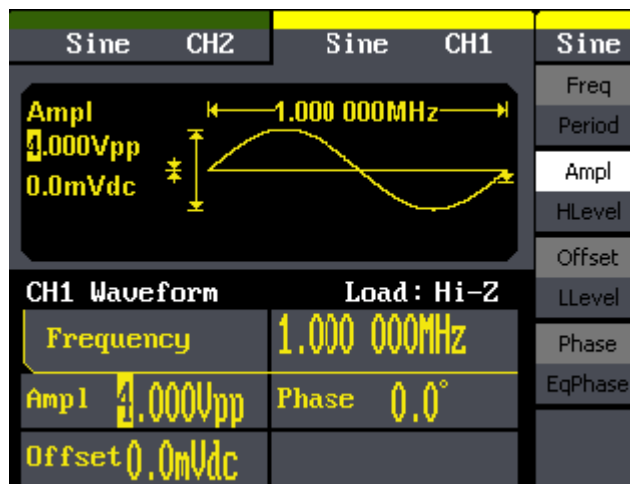 Sine CH2
Sine CH1
Sine
Ampl
4.000Vpp
0.0mVdc
1.000 000MHz
CH1 Waveform
Load: Hi-Z
Frequency
1.000 000MHz
Ampl 4.000Vpp
Phase 0.0°
Offset 0.0mVdc
Freq
Period
Ampl
HLevel
Offset
LLevel
Phase
EqPhase